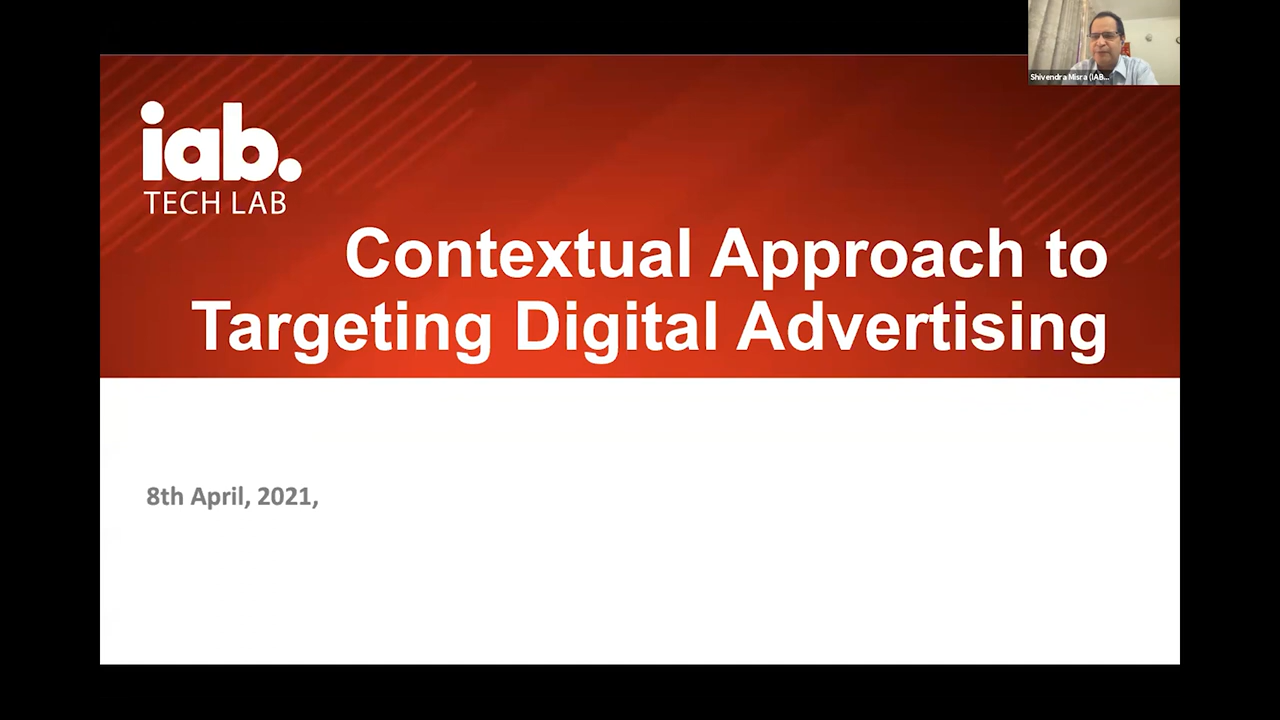 Shivendra Misra (IAB...
iab.
TECH LAB
Contextual Approach to
Targeting Digital Advertising
8th April, 2021,